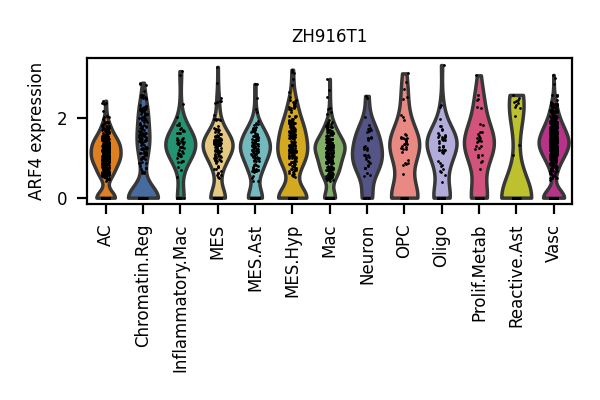 ZH916T1
ARF4 expression
2
0
AC
Chromatin.Reg
Inflammatory.Mac
MES
MES.Ast
MES.Hyp
Mac
Neuron
OPC
Oligo
Prolif.Metab
Reactive.Ast
Vasc